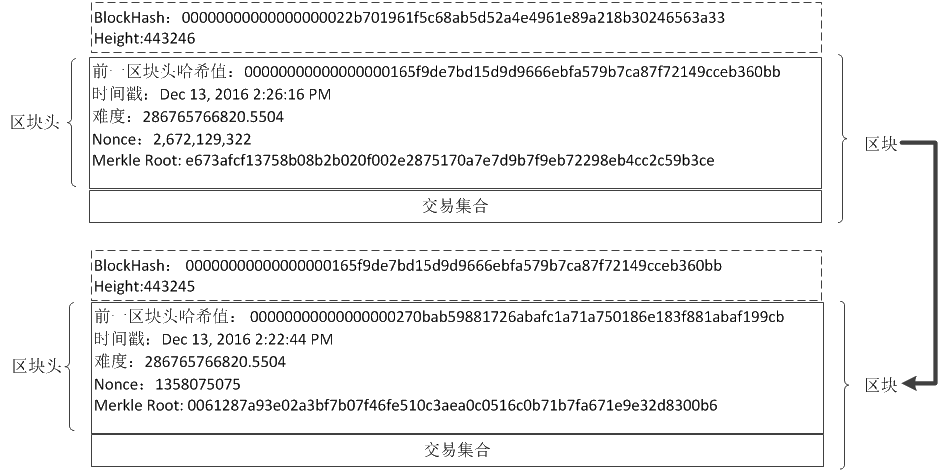 BlockHash：00000000000000000022b701961f5c68ab5d52a4e4961e89a218b30246563a33
Height:443246
前一区块头哈希值：00000000000000000165f9de7bd15d9d9666ebfa579b7ca87f72149cceb360bb
时间戳：Dec 13, 2016 2:26:16 PM
难度：286765766820.5504
Nonce：2,672,129,322
Merkle Root: e673afcf13758b08b2b020f002e2875170a7e7d9b7f9eb72298eb4cc2c59b3ce
区块头
区块
交易集合
BlockHash： 00000000000000000165f9de7bd15d9d9666ebfa579b7ca87f72149cceb360bb
Height:443245
前一区块头哈希值： 00000000000000000270bab59881726abafc1a71a750186e183f881abaf199cb
时间戳：Dec 13, 2016 2:22:44 PM
难度：286765766820.5504
Nonce：1358075075
Merkle Root: 0061287a93e02a3bf7b07f46fe510c3aea0c0516c0b71b7fa671e9e32d8300b6
区块头
区块
交易集合